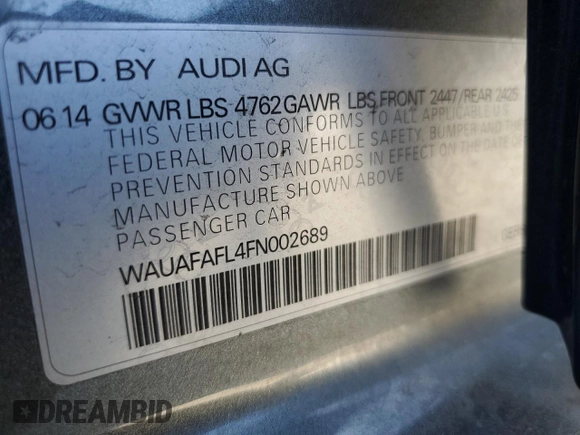 MFD. BY AUDI AG
06 14 GVWR LBS 4762 GAWR LBS FRONT 2447/REAR 2425
THIS VEHICLE CONFORMS TO ALL APPLICABLE U.S.
FEDERAL MOTOR VEHICLE SAFETY, BUMPER AND THEFT
PREVENTION STANDARDS IN EFFECT ON THE DATE OF
MANUFACTURE SHOWN ABOVE
PASSENGER CAR
WAUAFAFL4FN002689
DREAMBID